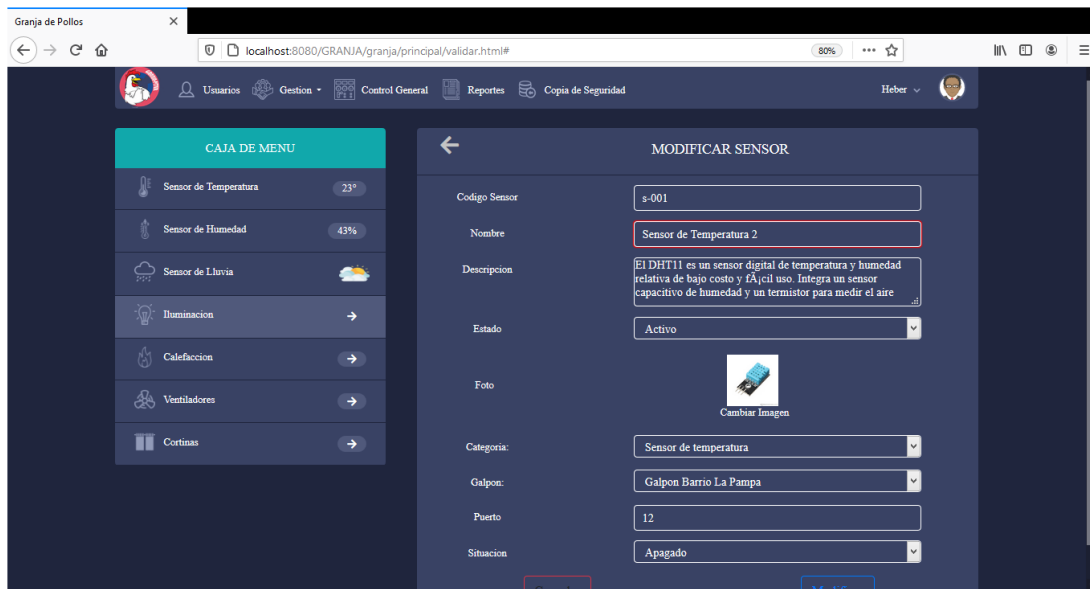 Granja de Pollos
localhost:8080/GRANJA/granja/principal/validar.html#
80%
Usuarios Gestion Control General Reportes Copia de Seguridad Heber
CAJA DE MENU
Sensor de Temperatura 23°
Sensor de Humedad 43%
Sensor de Lluvia
Iluminacion
Calefaccion
Ventiladores
Cortinas
MODIFICAR SENSOR
Codigo Sensor s-001
Nombre Sensor de Temperatura 2
Descripcion El DHT11 es un sensor digital de temperatura y humedad
relativa de bajo costo y fÃ¡cil uso. Integra un sensor
capacitivo de humedad y un termistor para medir el aire
Estado Activo
Foto
Cambiar Imagen
Categoria: Sensor de temperatura
Galpon: Galpon Barrio La Pampa
Puerto 12
Situacion Apagado